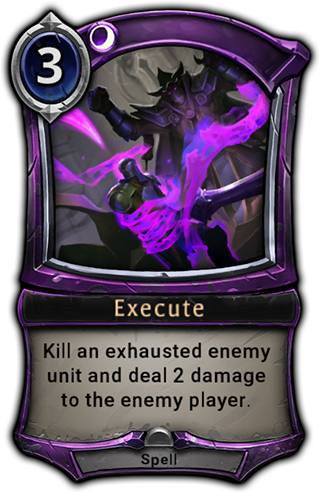 3
Execute
Kill an exhausted enemy
unit and deal 2 damage
to the enemy player.
Spell